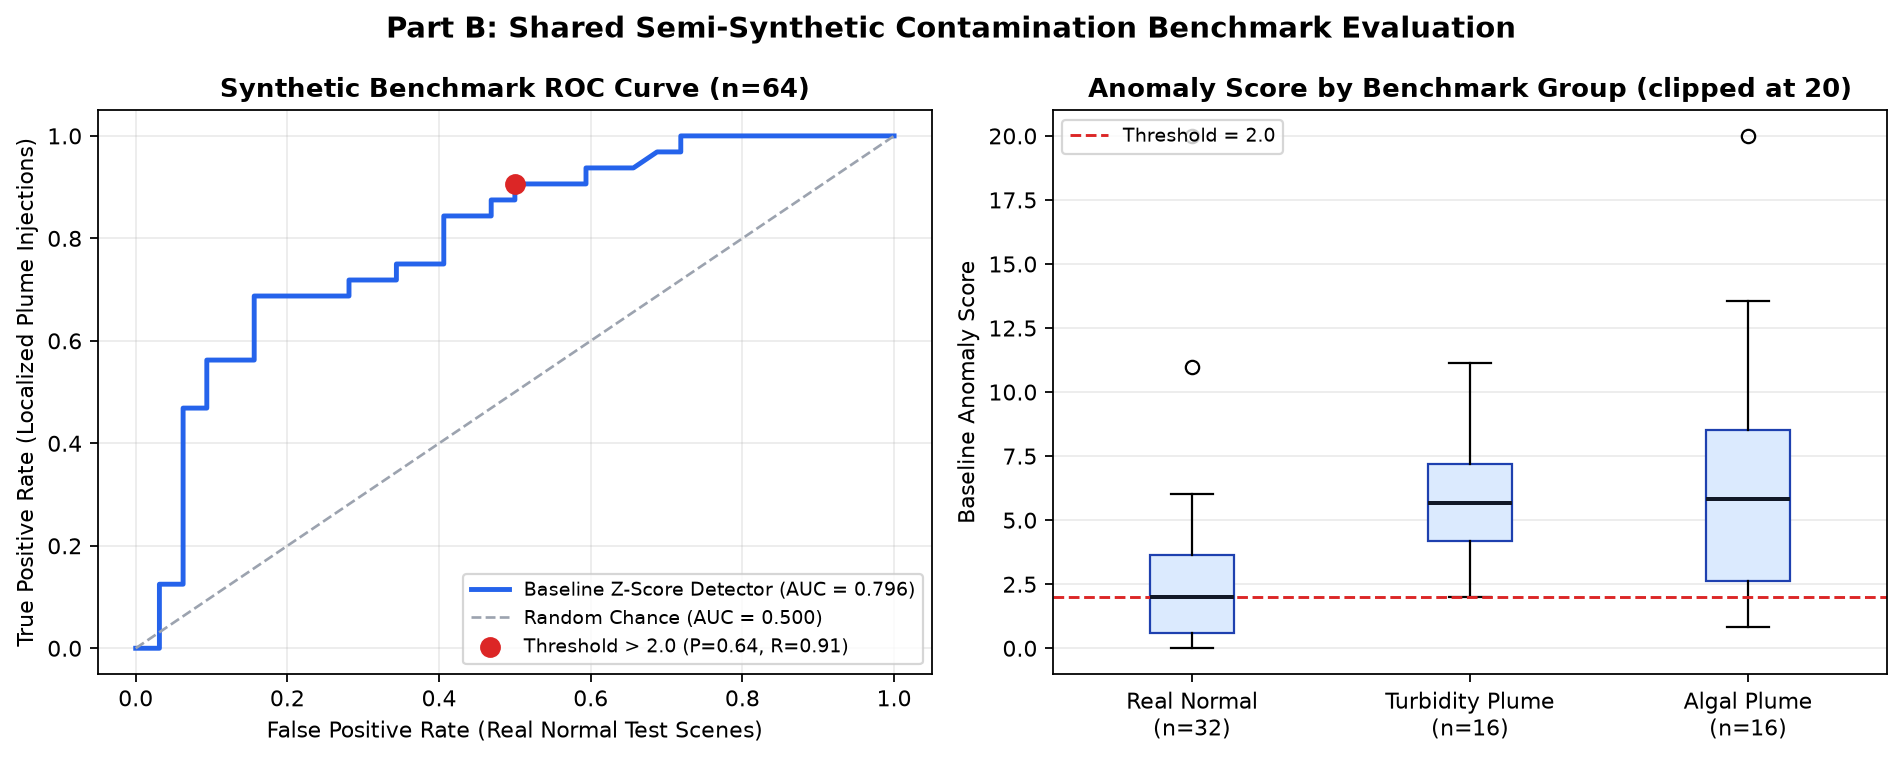 Part B: Shared Semi-Synthetic Contamination Benchmark Evaluation
Synthetic Benchmark ROC Curve (n=64)
True Positive Rate (Localized Plume Injections)
1.0
0.8
0.6
0.4
0.2
0.0
0.0 0.2 0.4 0.6 0.8 1.0
False Positive Rate (Real Normal Test Scenes)
Baseline Z-Score Detector (AUC = 0.796)
Random Chance (AUC = 0.500)
Threshold > 2.0 (P=0.64, R=0.91)
Anomaly Score by Benchmark Group (clipped at 20)
Baseline Anomaly Score
20.0
17.5
15.0
12.5
10.0
7.5
5.0
2.5
0.0
Threshold = 2.0
Real Normal
(n=32)
Turbidity Plume
(n=16)
Algal Plume
(n=16)